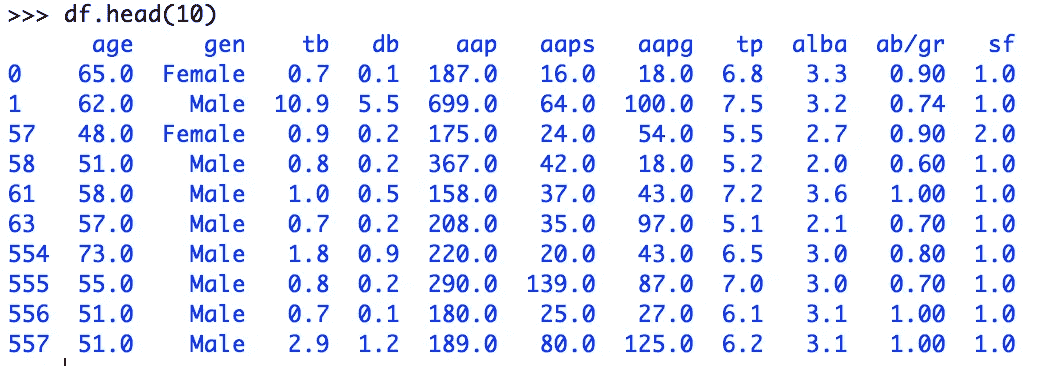 >>> df.head(10)
age gen tb db aap aaps aapg tp alba ab/gr sf
0 65.0 Female 0.7 0.1 187.0 16.0 18.0 6.8 3.3 0.90 1.0
1 62.0 Male 10.9 5.5 699.0 64.0 100.0 7.5 3.2 0.74 1.0
57 48.0 Female 0.9 0.2 175.0 24.0 54.0 5.5 2.7 0.90 2.0
58 51.0 Male 0.8 0.2 367.0 42.0 18.0 5.2 2.0 0.60 1.0
61 58.0 Male 1.0 0.5 158.0 37.0 43.0 7.2 3.6 1.00 1.0
63 57.0 Male 0.7 0.2 208.0 35.0 97.0 5.1 2.1 0.70 1.0
554 73.0 Male 1.8 0.9 220.0 20.0 43.0 6.5 3.0 0.80 1.0
555 55.0 Male 0.8 0.2 290.0 139.0 87.0 7.0 3.0 0.70 1.0
556 51.0 Male 0.7 0.1 180.0 25.0 27.0 6.1 3.1 1.00 1.0
557 51.0 Male 2.9 1.2 189.0 80.0 125.0 6.2 3.1 1.00 1.0